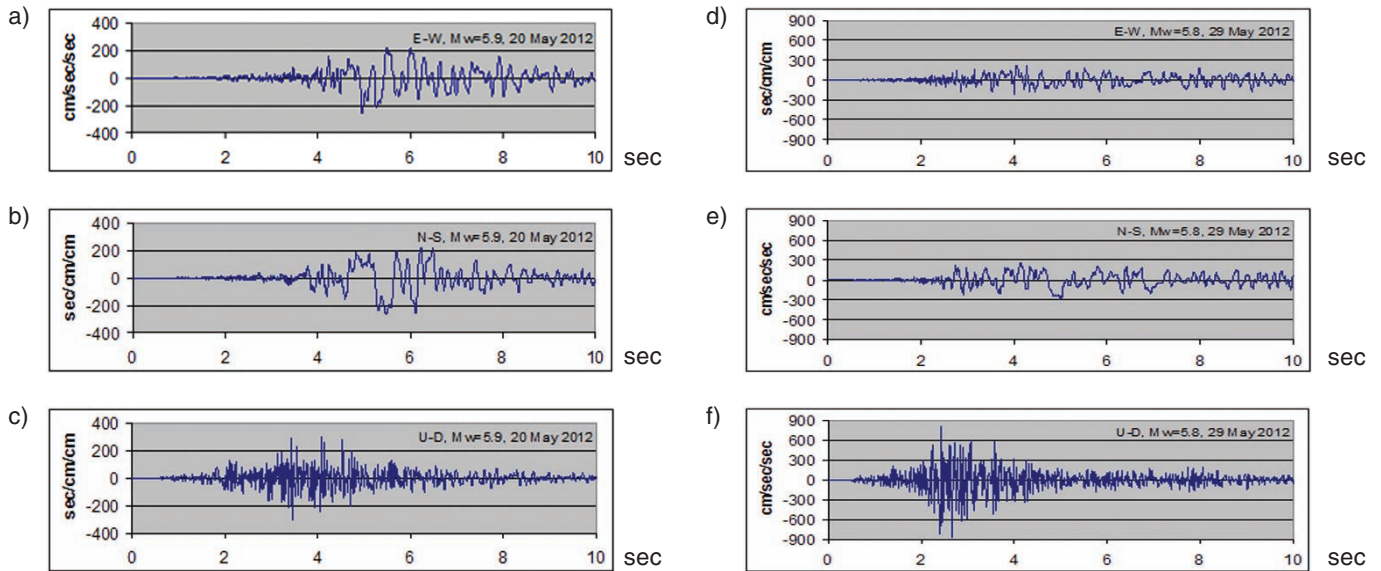 a)
400
200
0
-200
-400
cm/sec/sec
E-W, Mw=5.9, 20 May 2012
0 2 4 6 8 10 sec
b)
400
200
0
-200
-400
sec/cm/cm
N-S, Mw=5.9, 20 May 2012
0 2 4 6 8 10 sec
c)
400
200
0
-200
-400
sec/cm/cm
U-D, Mw=5.9, 20 May 2012
0 2 4 6 8 10 sec
d)
900
600
300
0
-300
-600
-900
sec/cm/cm
E-W, Mw=5.8, 29 May 2012
0 2 4 6 8 10 sec
e)
900
600
300
0
-300
-600
-900
cm/sec/sec
N-S, Mw=5.8, 29 May 2012
0 2 4 6 8 10 sec
f)
900
600
300
0
-300
-600
-900
cm/sec/sec
U-D, Mw=5.8, 29 May 2012
0 2 4 6 8 10 sec